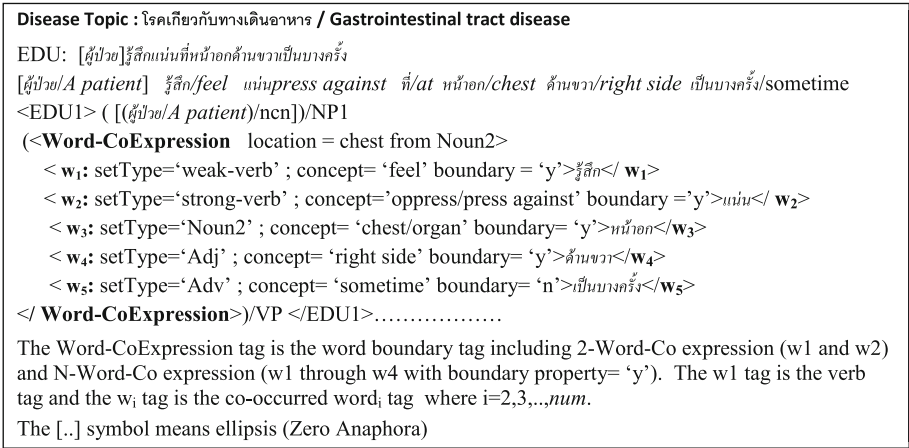 Disease Topic : โรคเกี่ยวกับทางเดินอาหาร / Gastrointestinal tract disease
EDU: [ผู้ป่วย]รู้สึกแน่นที่หน้าอกด้านขวาเป็นบางครั้ง
[ผู้ป่วย/A patient] รู้สึก/feel แน่นpress against ที่/at หน้าอก/chest ด้านขวา/right side เป็นบางครั้ง/sometime
<EDU1> ( [(ผู้ป่วย/A patient)/ncn])/NP1
(<Word-CoExpression location = chest from Noun2>
< w1: setType=‘weak-verb’ ; concept= ‘feel’ boundary = ‘y’>รู้สึก</ w1>
< w2: setType=‘strong-verb’ ; concept=‘oppress/press against’ boundary =’y’>แน่น</ w2>
< w3: setType=‘Noun2’ ; concept= ‘chest/organ’ boundary= ‘y’>หน้าอก</w3>
< w4: setType=‘Adj’ ; concept= ‘right side’ boundary= ‘y’>ด้านขวา</w4>
< w5: setType=‘Adv’ ; concept= ‘sometime’ boundary= ‘n’>เป็นบางครั้ง</w5>
</ Word-CoExpression>)/VP </EDU1>………………
The Word-CoExpression tag is the word boundary tag including 2-Word-Co expression (w1 and w2)
and N-Word-Co expression (w1 through w4 with boundary property= ‘y’). The w1 tag is the verb
tag and the wi tag is the co-occurred wordi tag where i=2,3,..,num.
The [..] symbol means ellipsis (Zero Anaphora)